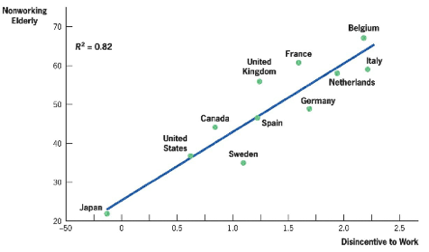 Nonworking
Elderly
70
60
50
40
30
20
R² = 0.82
Belgium
France
Italy
United
Kingdom
Netherlands
Germany
Canada
Spain
United
States
Sweden
Japan
-50
0
0.5
1.0
1.5
2.0
2.5
Disincentive to Work